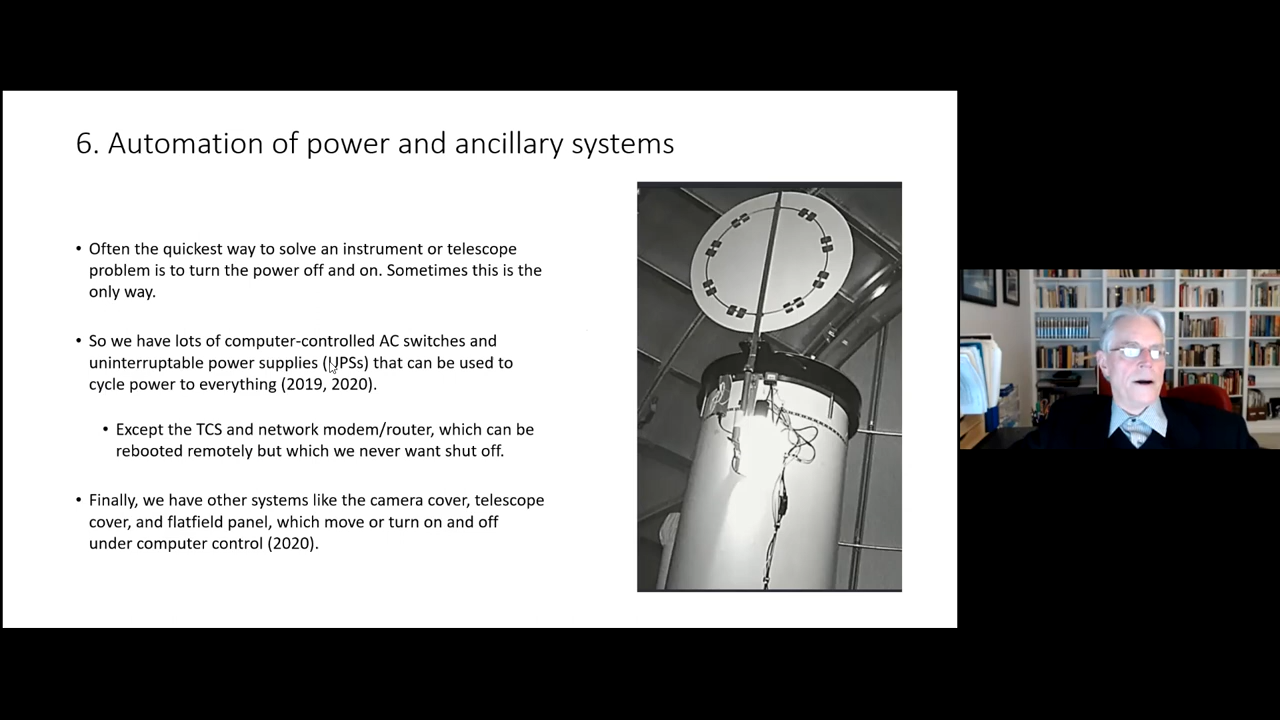 6. Automation of power and ancillary systems
• Often the quickest way to solve an instrument or telescope
problem is to turn the power off and on. Sometimes this is the
only way.
• So we have lots of computer-controlled AC switches and
uninterruptable power supplies (UPSs) that can be used to
cycle power to everything (2019, 2020).
• Except the TCS and network modem/router, which can be
rebooted remotely but which we never want shut off.
• Finally, we have other systems like the camera cover, telescope
cover, and flatfield panel, which move or turn on and off
under computer control (2020).